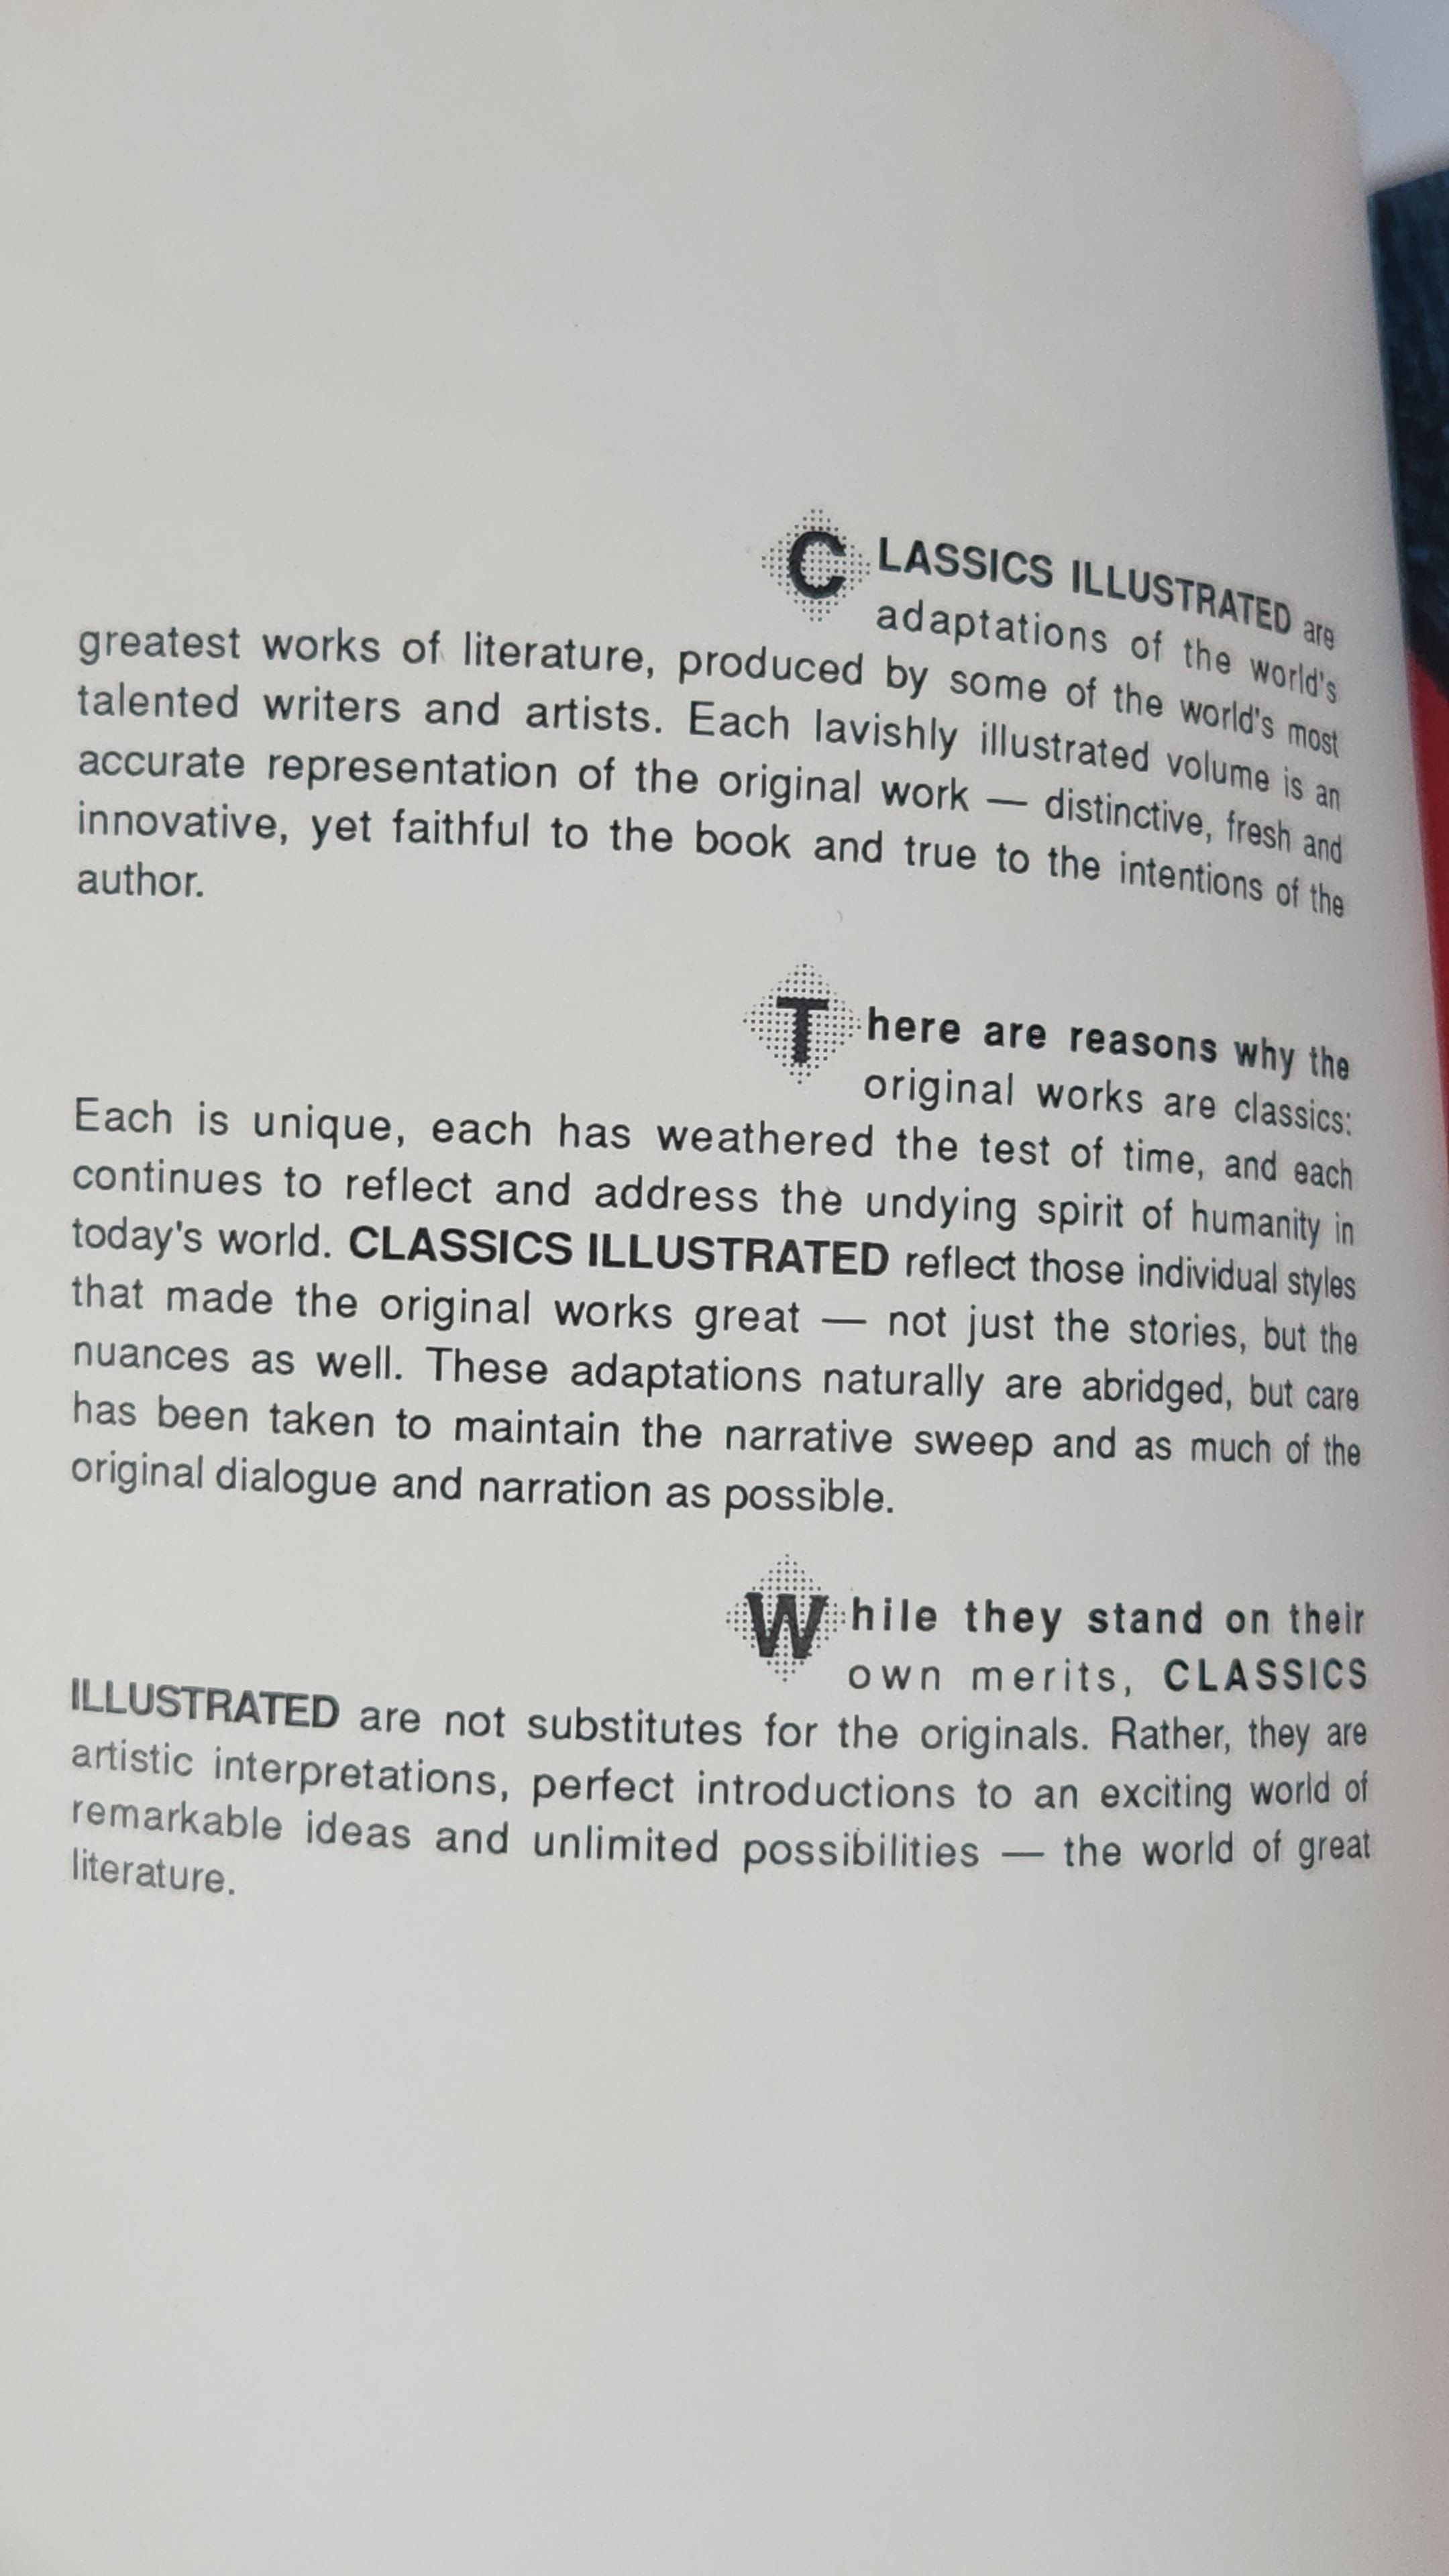 CLASSICS ILLUSTRATED are
adaptations of the world's
greatest works of literature, produced by some of the world's most
talented writers and artists. Each lavishly illustrated volume is an
accurate representation of the original work — distinctive, fresh and
innovative, yet faithful to the book and true to the intentions of the
author.
There are reasons why the
original works are classics:
Each is unique, each has weathered the test of time, and each
continues to reflect and address the undying spirit of humanity in
today's world. CLASSICS ILLUSTRATED reflect those individual styles
that made the original works great — not just the stories, but the
nuances as well. These adaptations naturally are abridged, but care
has been taken to maintain the narrative sweep and as much of the
original dialogue and narration as possible.
While they stand on their
own merits, CLASSICS
ILLUSTRATED are not substitutes for the originals. Rather, they are
artistic interpretations, perfect introductions to an exciting world of
remarkable ideas and unlimited possibilities — the world of great
literature.